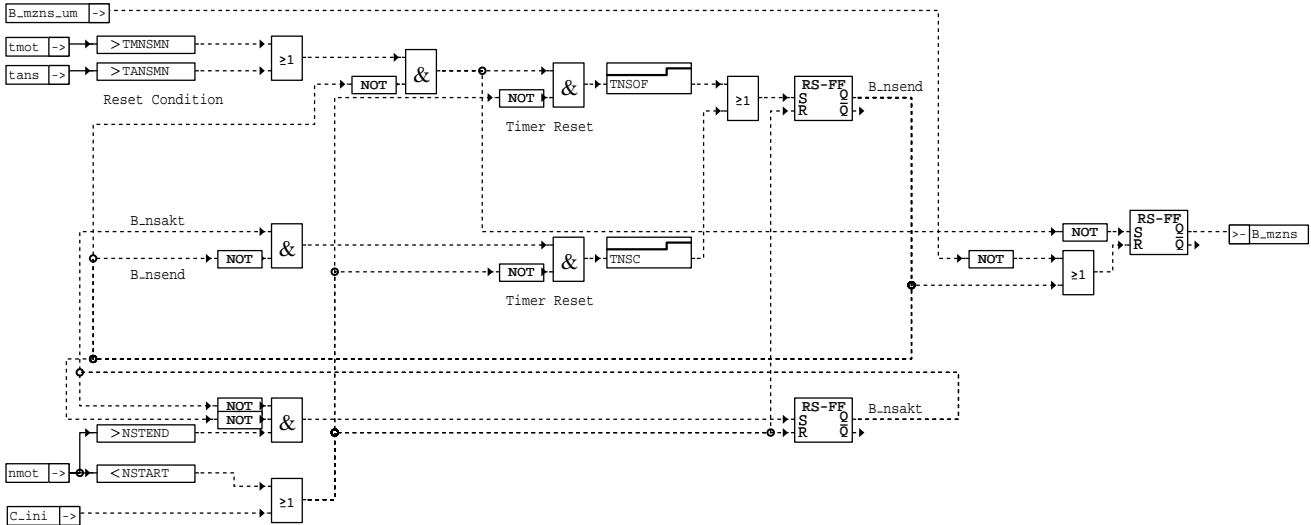 B_mzns_um ->
tmot -> >TMNSMN ≥1
tans -> >TANSMN
NOT &
Reset Condition
NOT &
TNSOF
Timer Reset
≥1
RS-FF
S Q
R Q̅
B_nsend
B_nsakt
B_nsend
NOT &
NOT &
TNSC
Timer Reset
NOT
NOT ≥1
RS-FF
S Q
R Q̅
>- B_mzns
NOT
NOT &
>NSTEND
RS-FF
S Q
R Q̅
B_nsakt
nmot -> <NSTART
≥1
C_ini ->